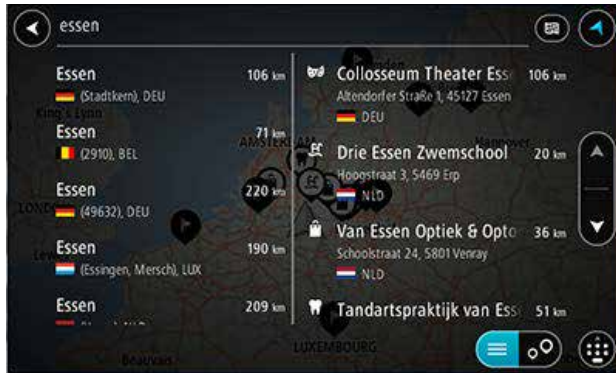 essen
Essen 106 km
(Stadtkern), DEU
Essen 71 km
(2910), BEL
Essen 220 km
(49632), DEU
Essen 190 km
(Essingen, Mersch), LUX
Essen 209 km
NLD
Collosseum Theater Ess 106 km
Altendorfer Straße 1, 45127 Essen
DEU
Drie Essen Zwemschool 20 km
Hoogstraat 3, 5469 Erp
NLD
Van Essen Optiek & Opto 36 km
Schoolstraat 24, 5801 Venray
NLD
Tandartspraktijk van Ess 51 km
King's Lynn
AMSTERDAM
Hannover
LUXEMBOURG
Beauvais